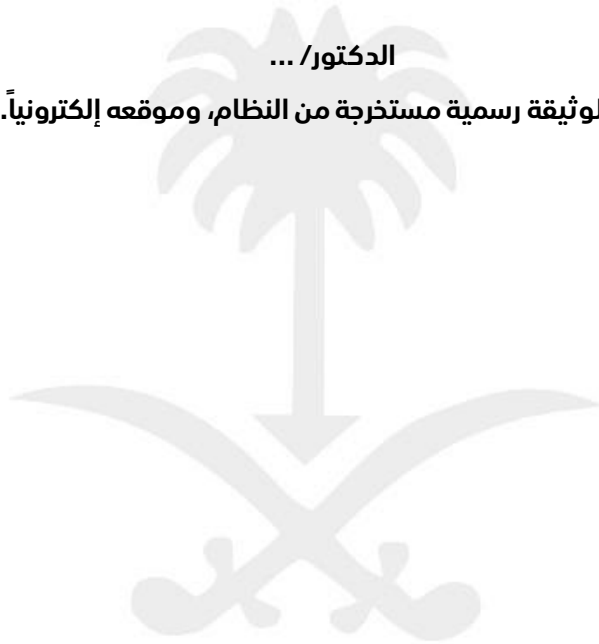 الدكتور/ ...
لوثيقة رسمية مستخرجة من النظام، وموقعه إلكترونياً.